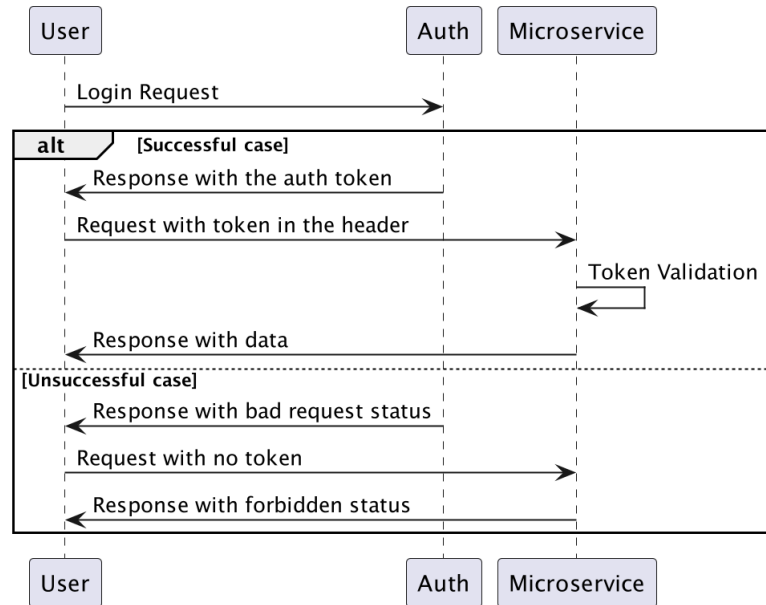 User Auth Microservice
Login Request
alt [Successful case]
Response with the auth token
Request with token in the header
Token Validation
Response with data
[Unsuccessful case]
Response with bad request status
Request with no token
Response with forbidden status
User Auth Microservice